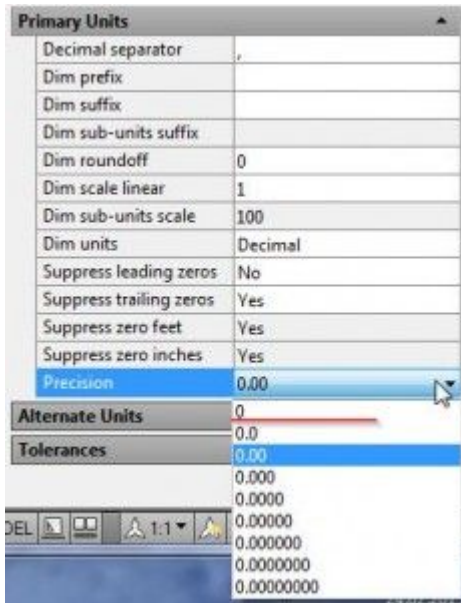 Primary Units
Decimal separator ,
Dim prefix
Dim suffix
Dim sub-units suffix
Dim roundoff 0
Dim scale linear 1
Dim sub-units scale 100
Dim units Decimal
Suppress leading zeros No
Suppress trailing zeros Yes
Suppress zero feet Yes
Suppress zero inches Yes
Precision 0.00
Alternate Units 0
0.0
Tolerances 0.00
0.000
0.0000
DEL 1:1 0.00000
0.000000
0.0000000
0.00000000